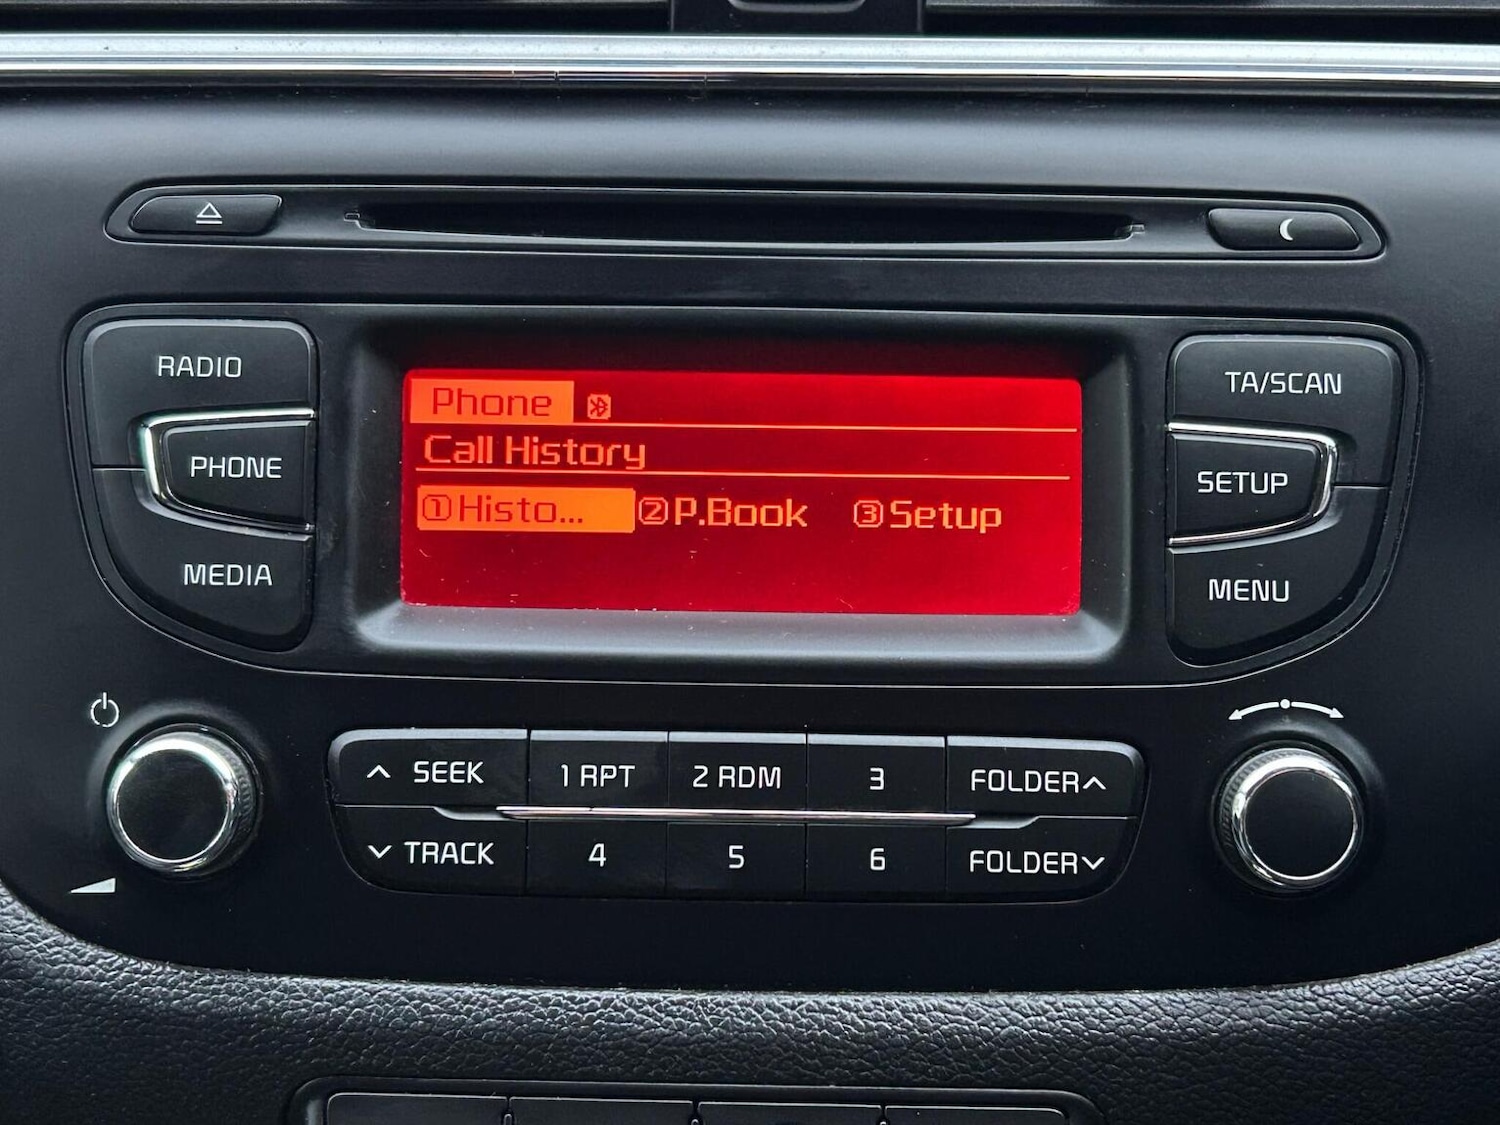 RADIO
PHONE
MEDIA
Phone
Call History
①Histo... ②P.Book ③Setup
TA/SCAN
SETUP
MENU
SEEK 1 RPT 2 RDM 3 FOLDER
TRACK 4 5 6 FOLDER